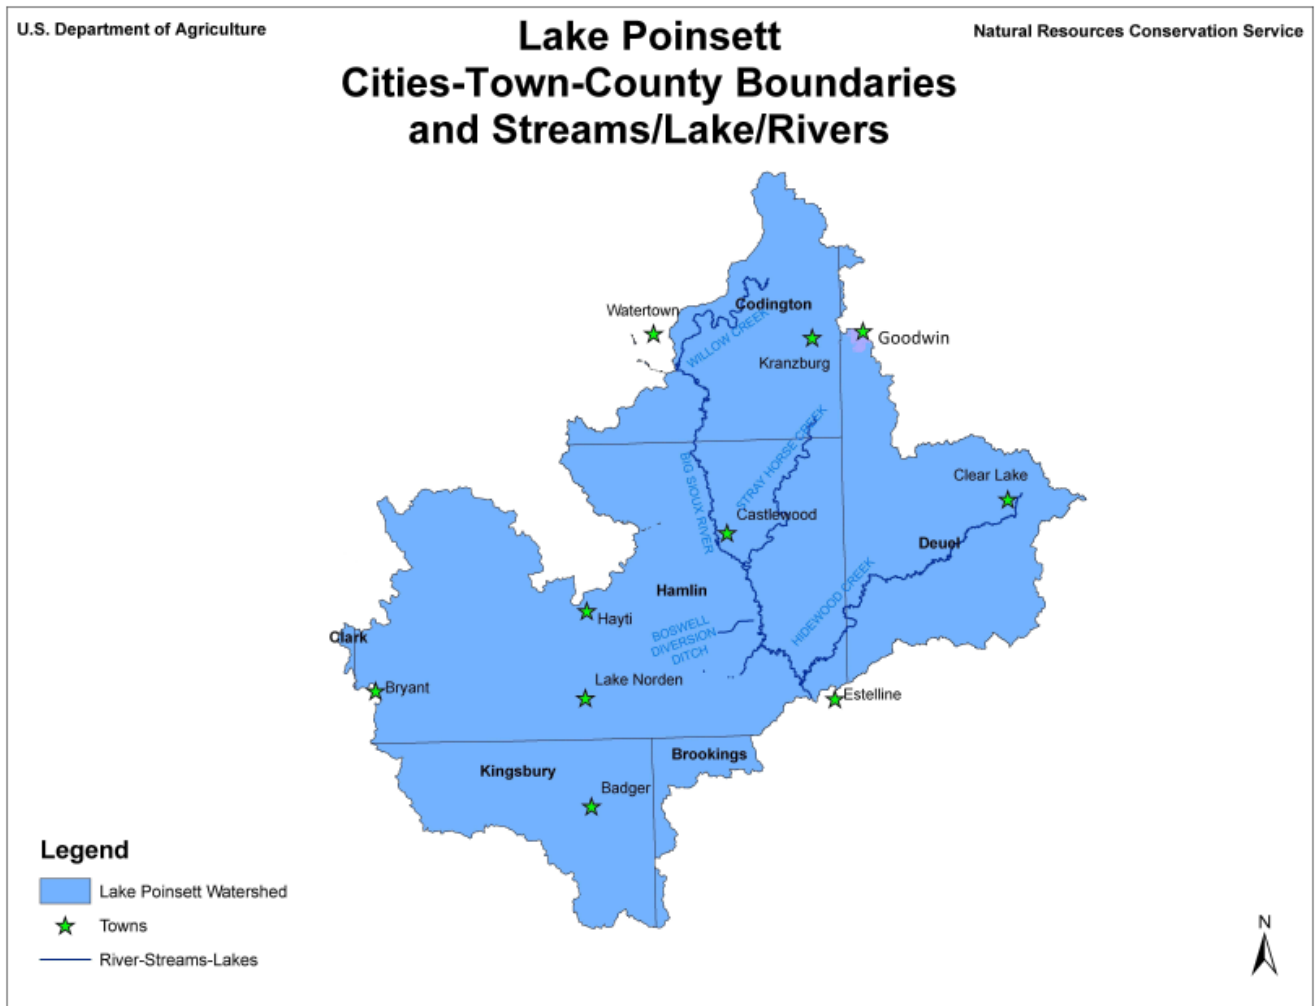 U.S. Department of Agriculture
Lake Poinsett
Natural Resources Conservation Service
Cities-Town-County Boundaries
and Streams/Lake/Rivers
Watertown
Codington
WILLOW CREEK
Goodwin
Kranzburg
STRAY HORSE CREEK
BIG SIOUX RIVER
Clear Lake
Castlewood
Deuel
HIDEWOOD CREEK
Hamlin
Hayti
BOSWELL
DIVERSION
DITCH
Clark
Bryant
Lake Norden
Estelline
Brookings
Kingsbury
Badger
Legend
Lake Poinsett Watershed
Towns
River-Streams-Lakes
N